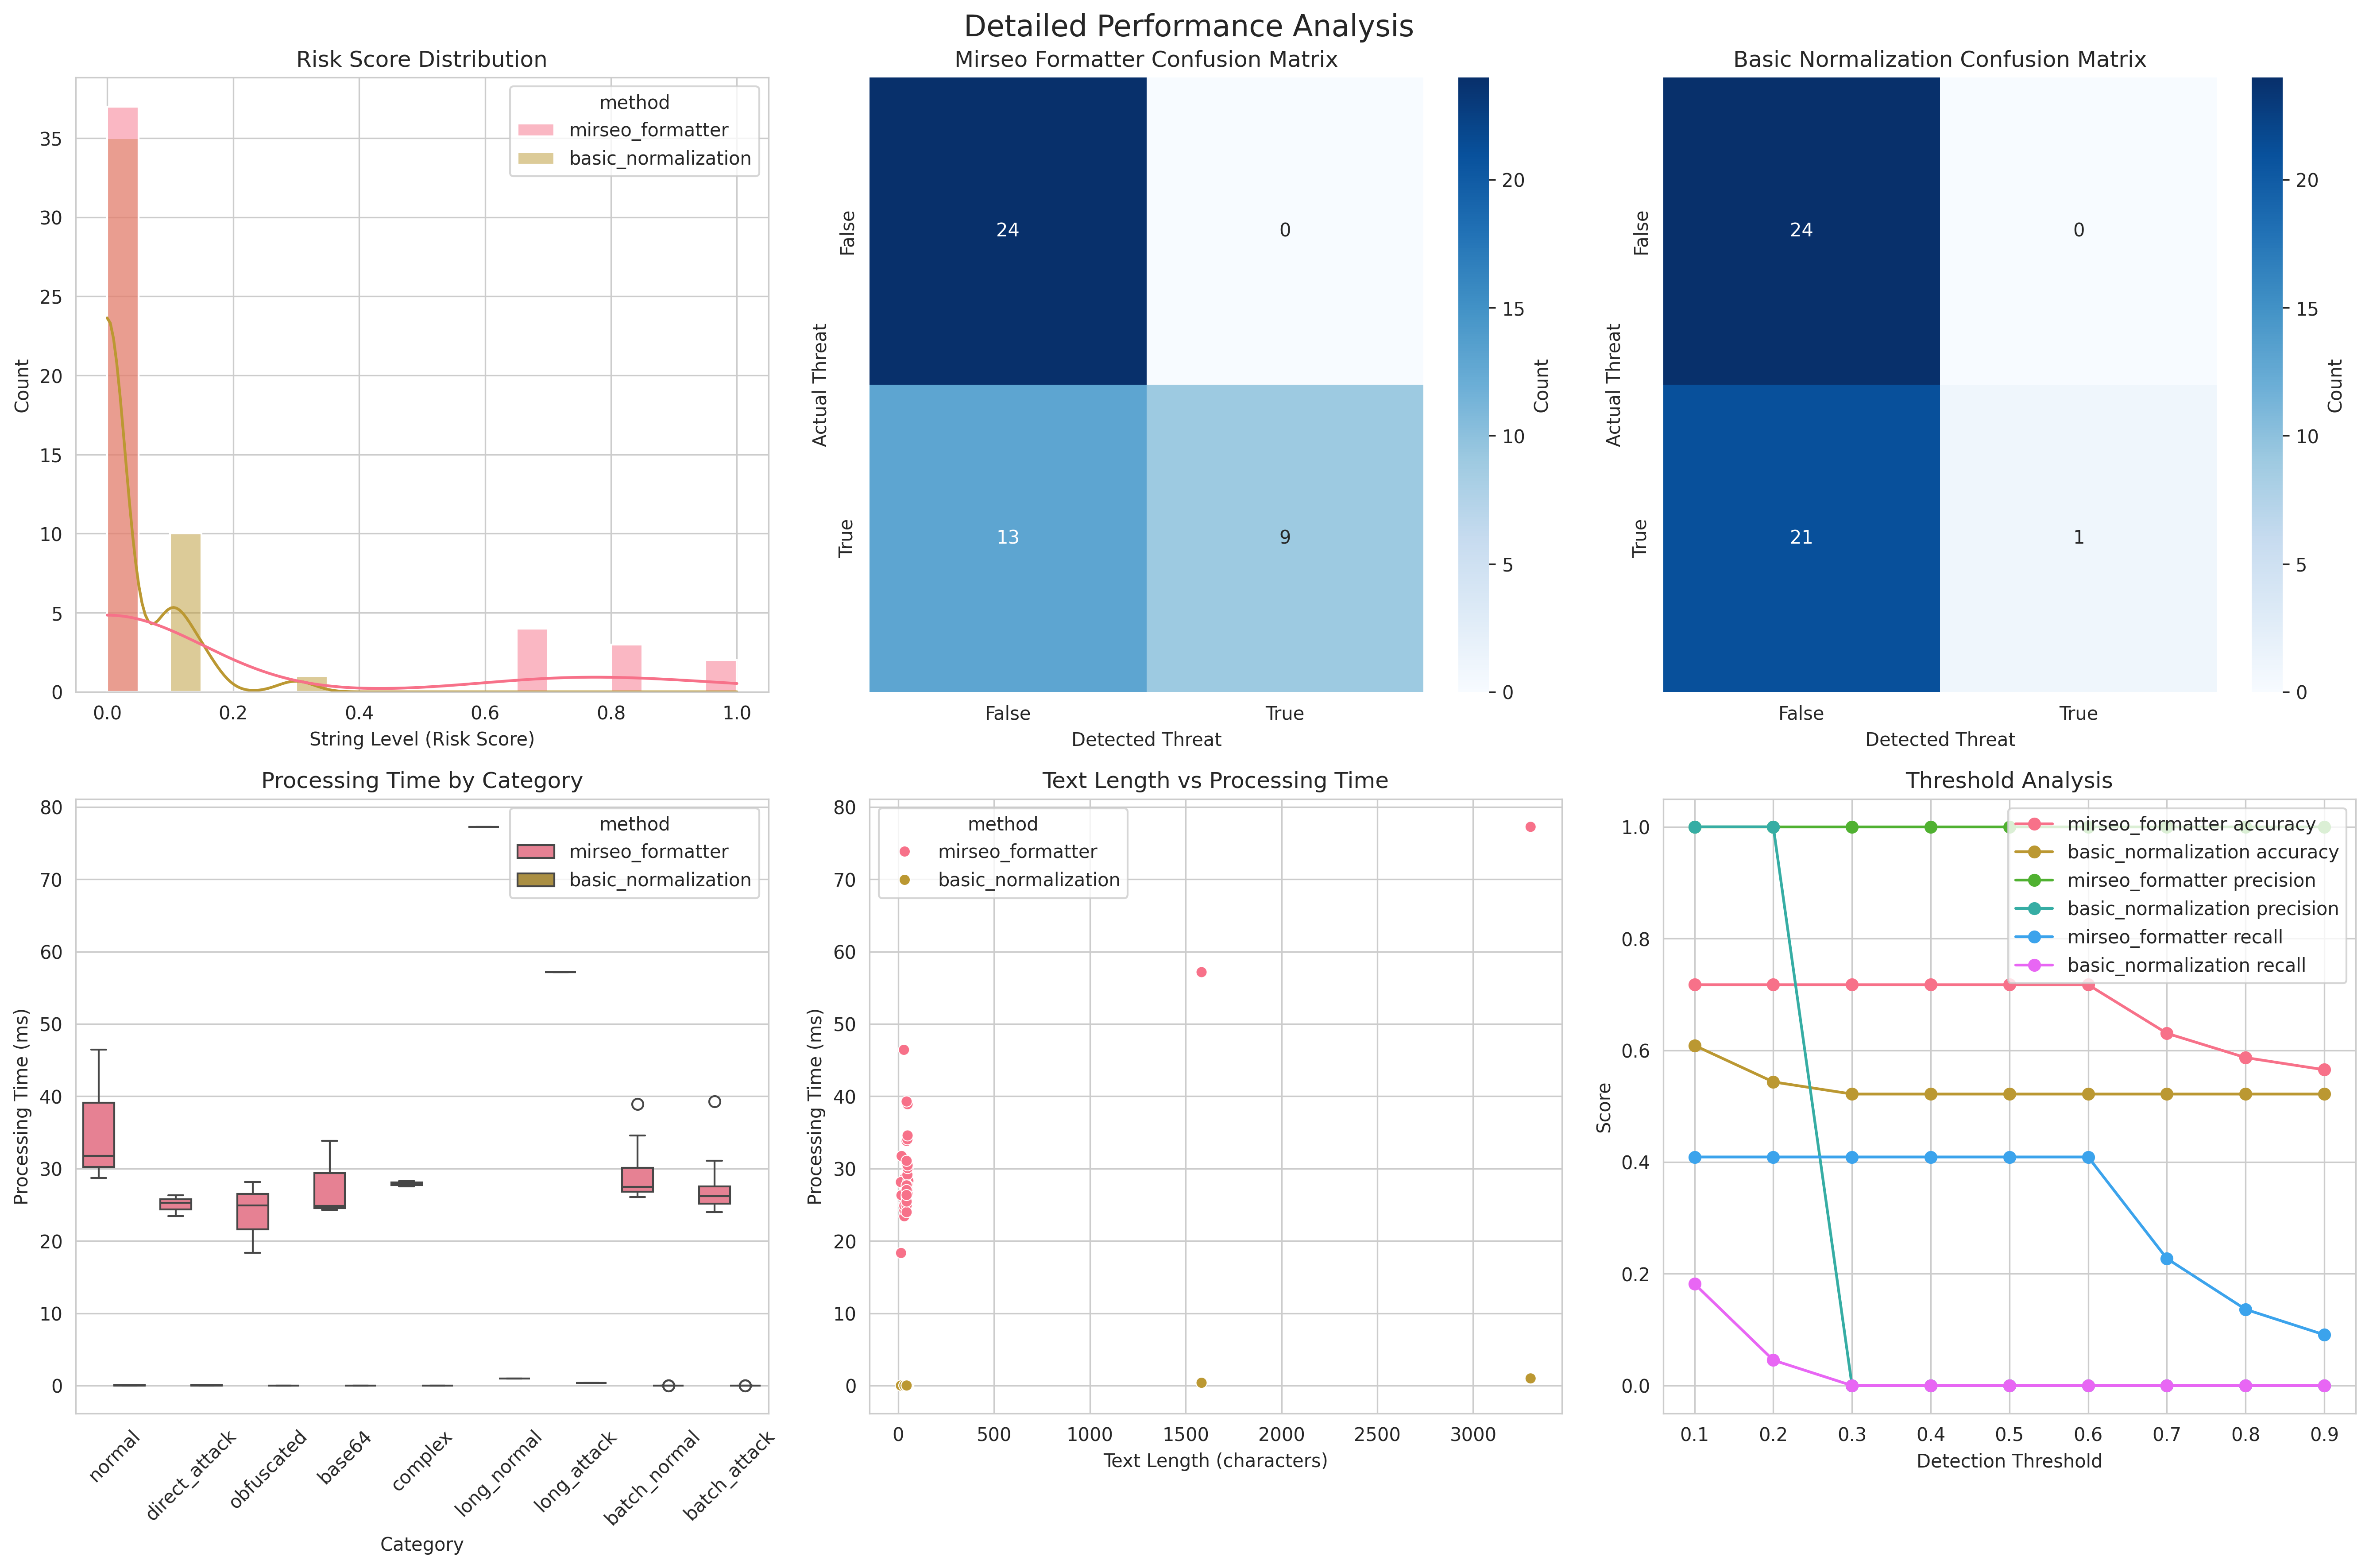 Detailed Performance Analysis
Risk Score Distribution
method
mirseo_formatter
basic_normalization
35
30
25
20
15
10
5
0
Count
0.0 0.2 0.4 0.6 0.8 1.0
String Level (Risk Score)
Mirseo Formatter Confusion Matrix
24 0
13 9
False
True
Actual Threat
False True
Detected Threat
20
15
10
5
0
Count
Basic Normalization Confusion Matrix
24 0
21 1
False
True
Actual Threat
False True
Detected Threat
20
15
10
5
0
Count
Processing Time by Category
method
mirseo_formatter
basic_normalization
80
70
60
50
40
30
20
10
0
Processing Time (ms)
normal direct_attack obfuscated base64 complex long_normal long_attack batch_normal batch_attack
Category
Text Length vs Processing Time
method
mirseo_formatter
basic_normalization
80
70
60
50
40
30
20
10
0
Processing Time (ms)
0 500 1000 1500 2000 2500 3000
Text Length (characters)
Threshold Analysis
mirseo_formatter accuracy
basic_normalization accuracy
mirseo_formatter precision
basic_normalization precision
mirseo_formatter recall
basic_normalization recall
1.0
0.8
0.6
0.4
0.2
0.0
Score
0.1 0.2 0.3 0.4 0.5 0.6 0.7 0.8 0.9
Detection Threshold